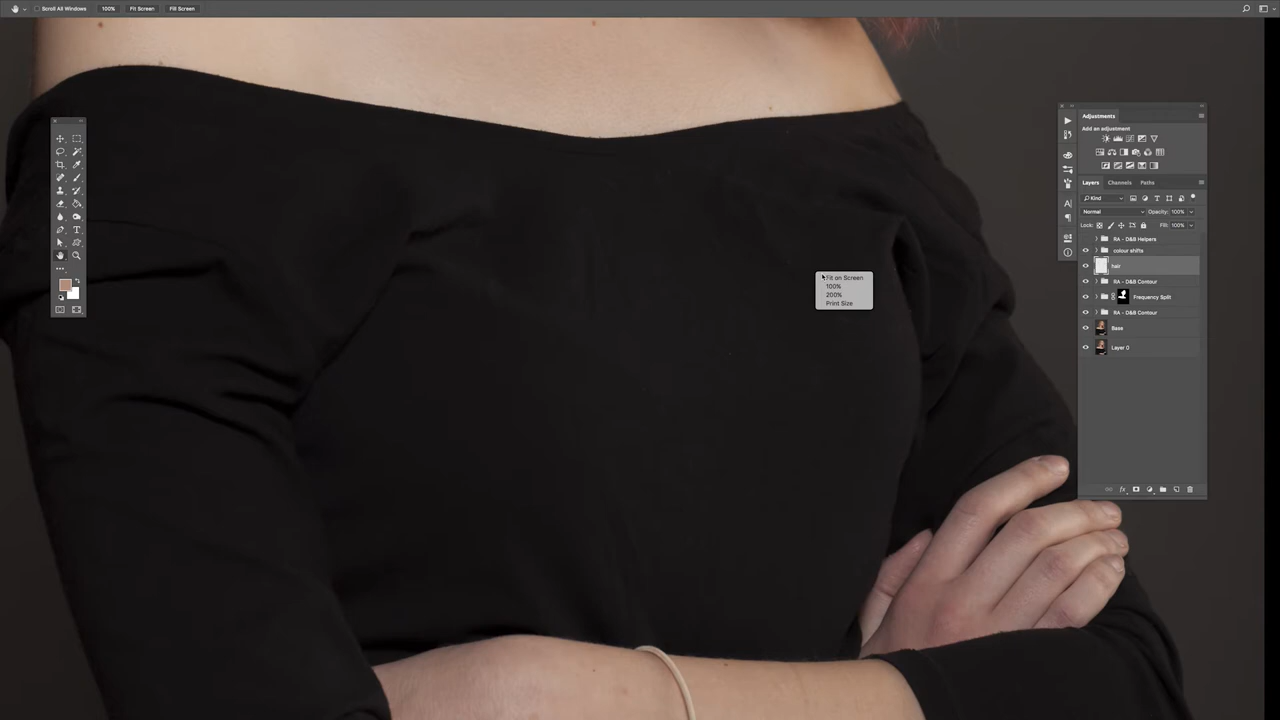 Scroll All Windows
100%
Fit Screen
Fill Screen
Adjustments
Add an adjustment
Layers
Channels
Paths
Kind
Normal
Opacity: 100%
Lock:
Fill: 100%
RA - D&B Helpers
colour shifts
hair
RA - D&B Contour
Frequency Split
RA - D&B Contour
Base
Layer 0
Fit on Screen
100%
200%
Print Size